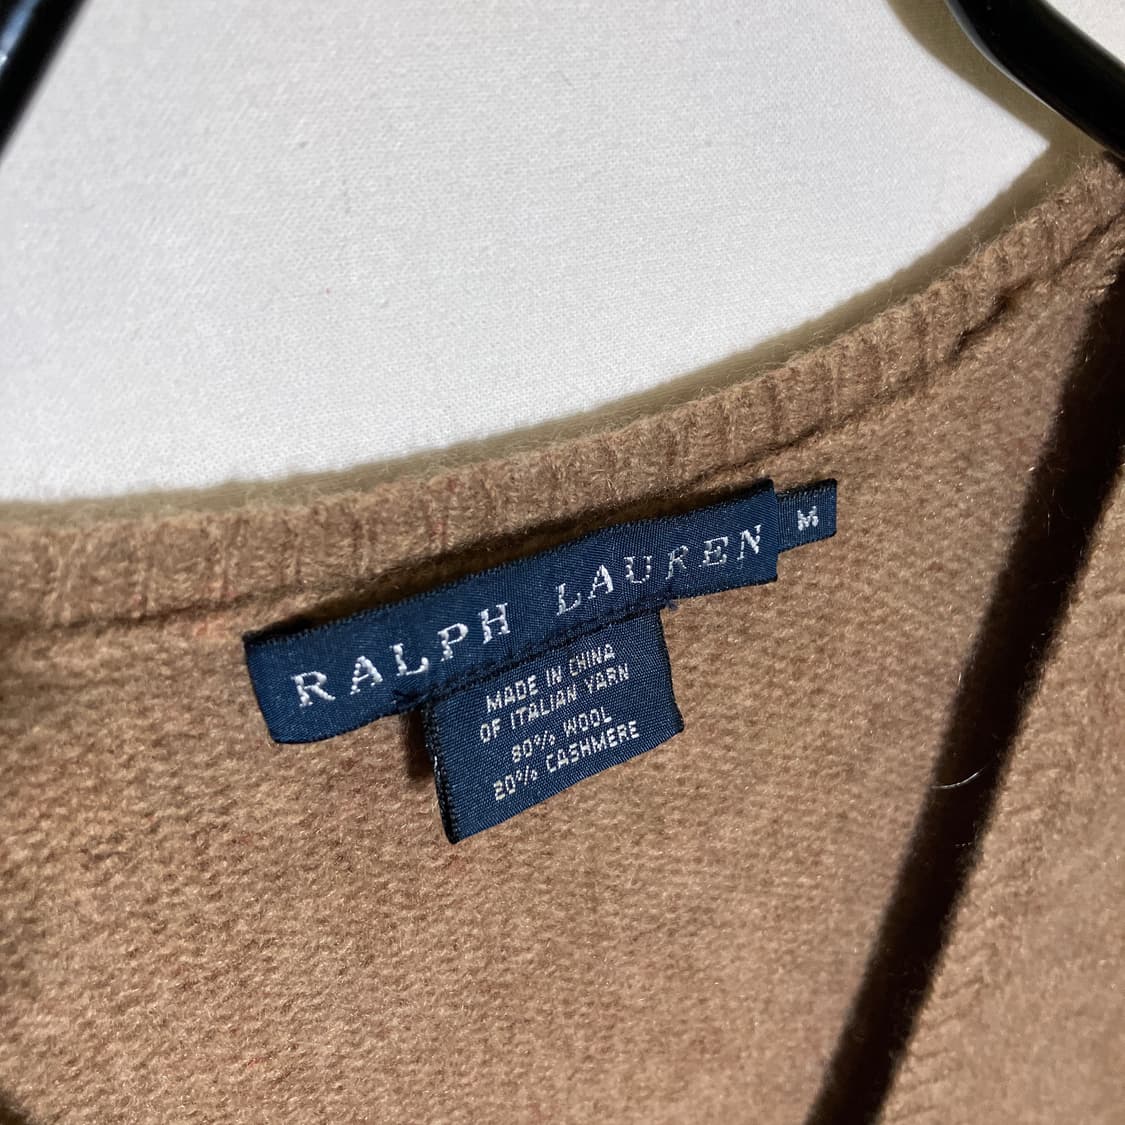 RALPH LAUREN
M
MADE IN CHINA
OF ITALIAN YARN
80% WOOL
20% CASHMERE